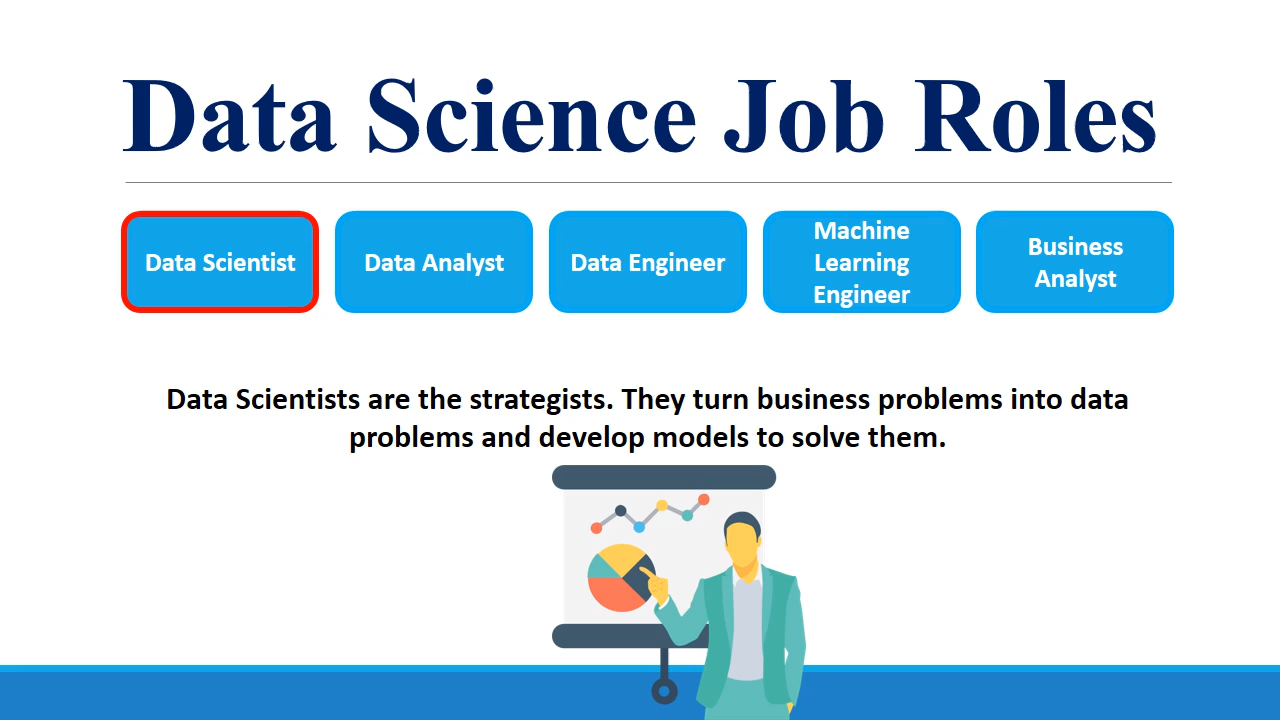 Data Science Job Roles
Data Scientist
Data Analyst
Data Engineer
Machine
Learning
Engineer
Business
Analyst
Data Scientists are the strategists. They turn business problems into data
problems and develop models to solve them.